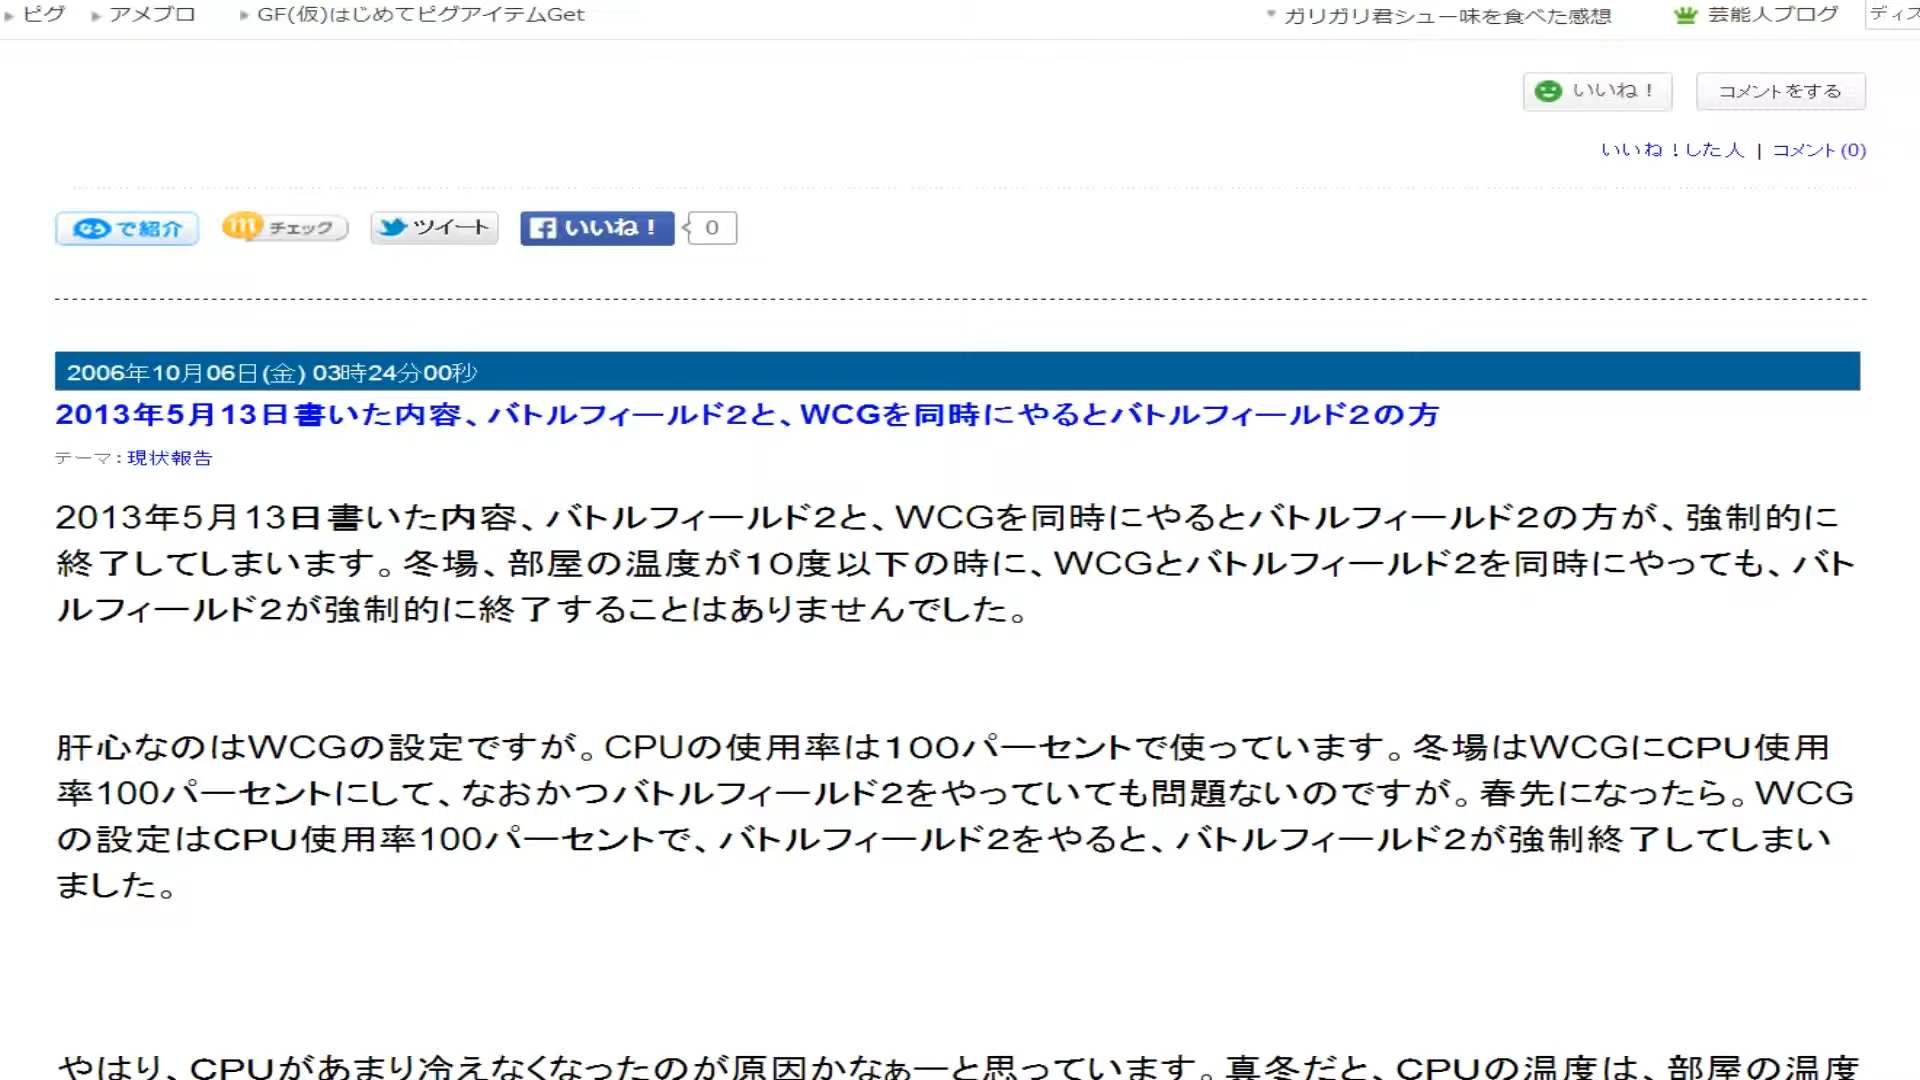 ピグ アメブロ GF(仮)はじめてピグアイテムGet ガリガリ君シュー味を食べた感想 芸能人ブログ ディス
いいね！ コメントをする
いいね！した人 | コメント(0)
で紹介 チェック ツイート いいね！ 0
2006年10月06日(金) 03時24分00秒
2013年5月13日書いた内容、バトルフィールド２と、WCGを同時にやるとバトルフィールド２の方
テーマ：現状報告
2013年５月13日書いた内容、バトルフィールド２と、WCGを同時にやるとバトルフィールド２の方が、強制的に
終了してしまいます。冬場、部屋の温度が１０度以下の時に、WCGとバトルフィールド２を同時にやっても、バト
ルフィールド２が強制的に終了することはありませんでした。
肝心なのはWCGの設定ですが。CPUの使用率は１００パーセントで使っています。冬場はWCGにCPU使用
率100パーセントにして、なおかつバトルフィールド２をやっていても問題ないのですが。春先になったら。WCG
の設定はCPU使用率100パーセントで、バトルフィールド２をやると、バトルフィールド２が強制終了してしまい
ました。
やはり、CPUがあまり冷えなくなったのが原因かなぁーと思っています。真冬だと、CPUの温度は、部屋の温度